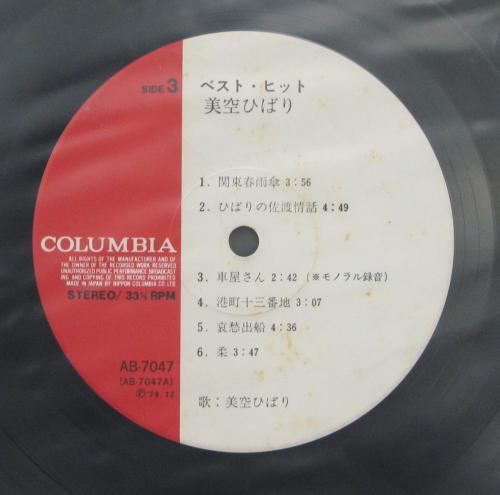 SIDE 3
ベスト・ヒット
美空ひばり
1. 関東春雨傘 3:56
2. ひばりの佐渡情話 4:49
3. 車屋さん 2:42 (※モノラル録音)
4. 港町十三番地 3:07
5. 哀愁出船 4:36
6. 柔 3:47
歌:美空ひばり
COLUMBIA
ALL RIGHTS OF THE MANUFACTURER AND OF
THE OWNER OF THE RECORDED WORK RESERVED
UNAUTHORIZED PUBLIC PERFORMANCE BROADCAST
ING AND COPYING OF THIS RECORD PROHIBITED
MADE IN JAPAN BY NIPPON COLUMBIA CO LTD
STEREO/33⅓ RPM
AB-7047
(AB-7047A)
Ⓟ'79.12